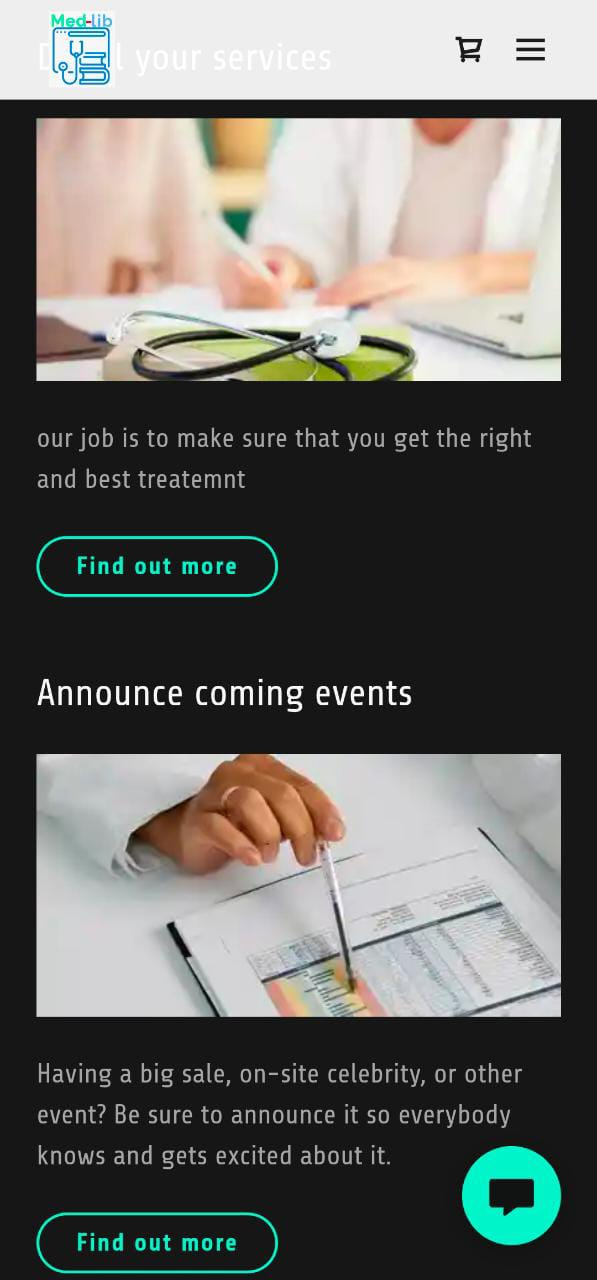 Med-lib
your services
our job is to make sure that you get the right
and best treatemnt
Find out more
Announce coming events
Having a big sale, on-site celebrity, or other
event? Be sure to announce it so everybody
knows and gets excited about it.
Find out more